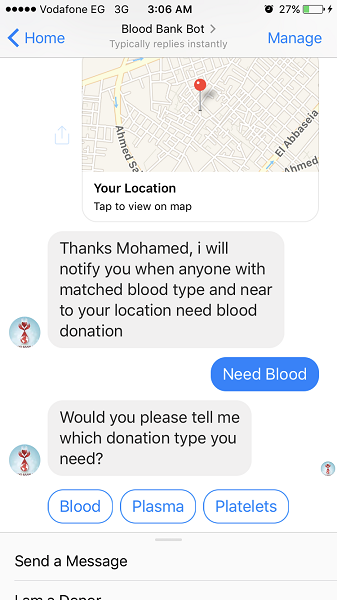 Vodafone EG 3G 3:06 AM 27%
Home
Blood Bank Bot
Typically replies instantly
Manage
Ahmed Sa
El Abbaseia
Ahmed
Your Location
Tap to view on map
Thanks Mohamed, i will
notify you when anyone with
matched blood type and near
to your location need blood
donation
Need Blood
Would you please tell me
which donation type you
need?
Blood Plasma Platelets
Send a Message
I am a Donor